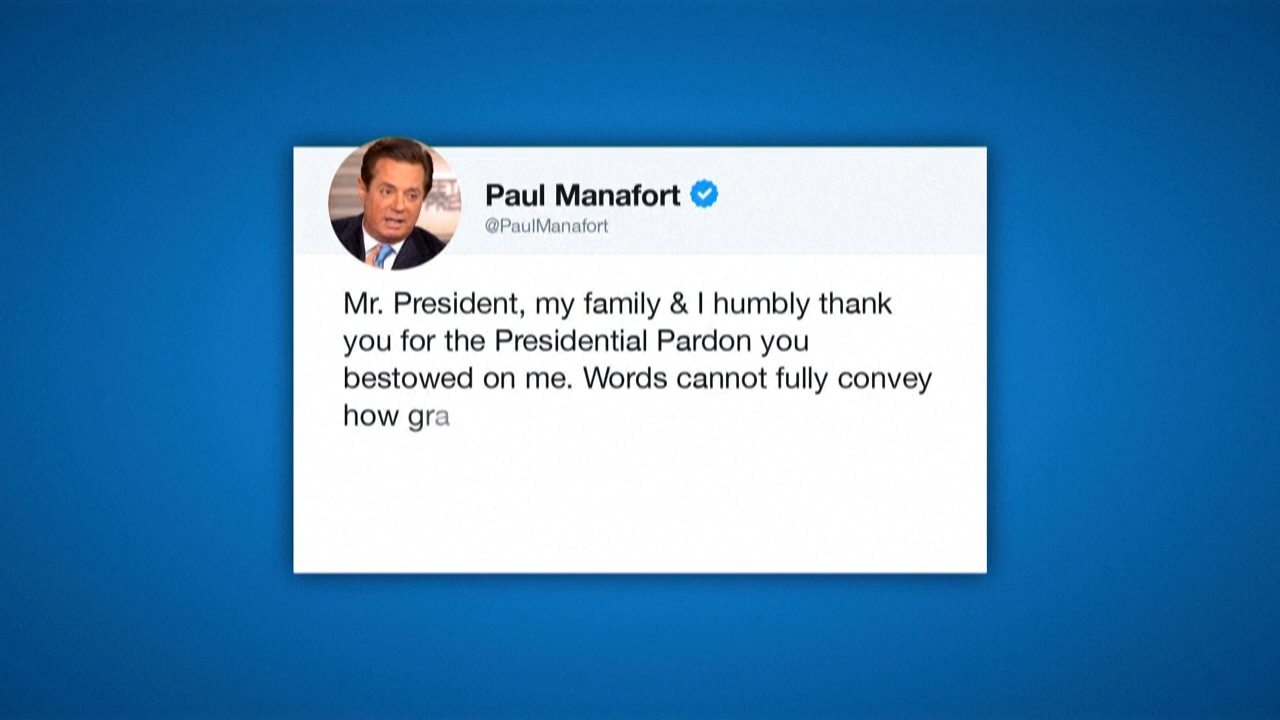 Paul Manafort
@PaulManafort
Mr. President, my family & I humbly thank
you for the Presidential Pardon you
bestowed on me. Words cannot fully convey
how gra